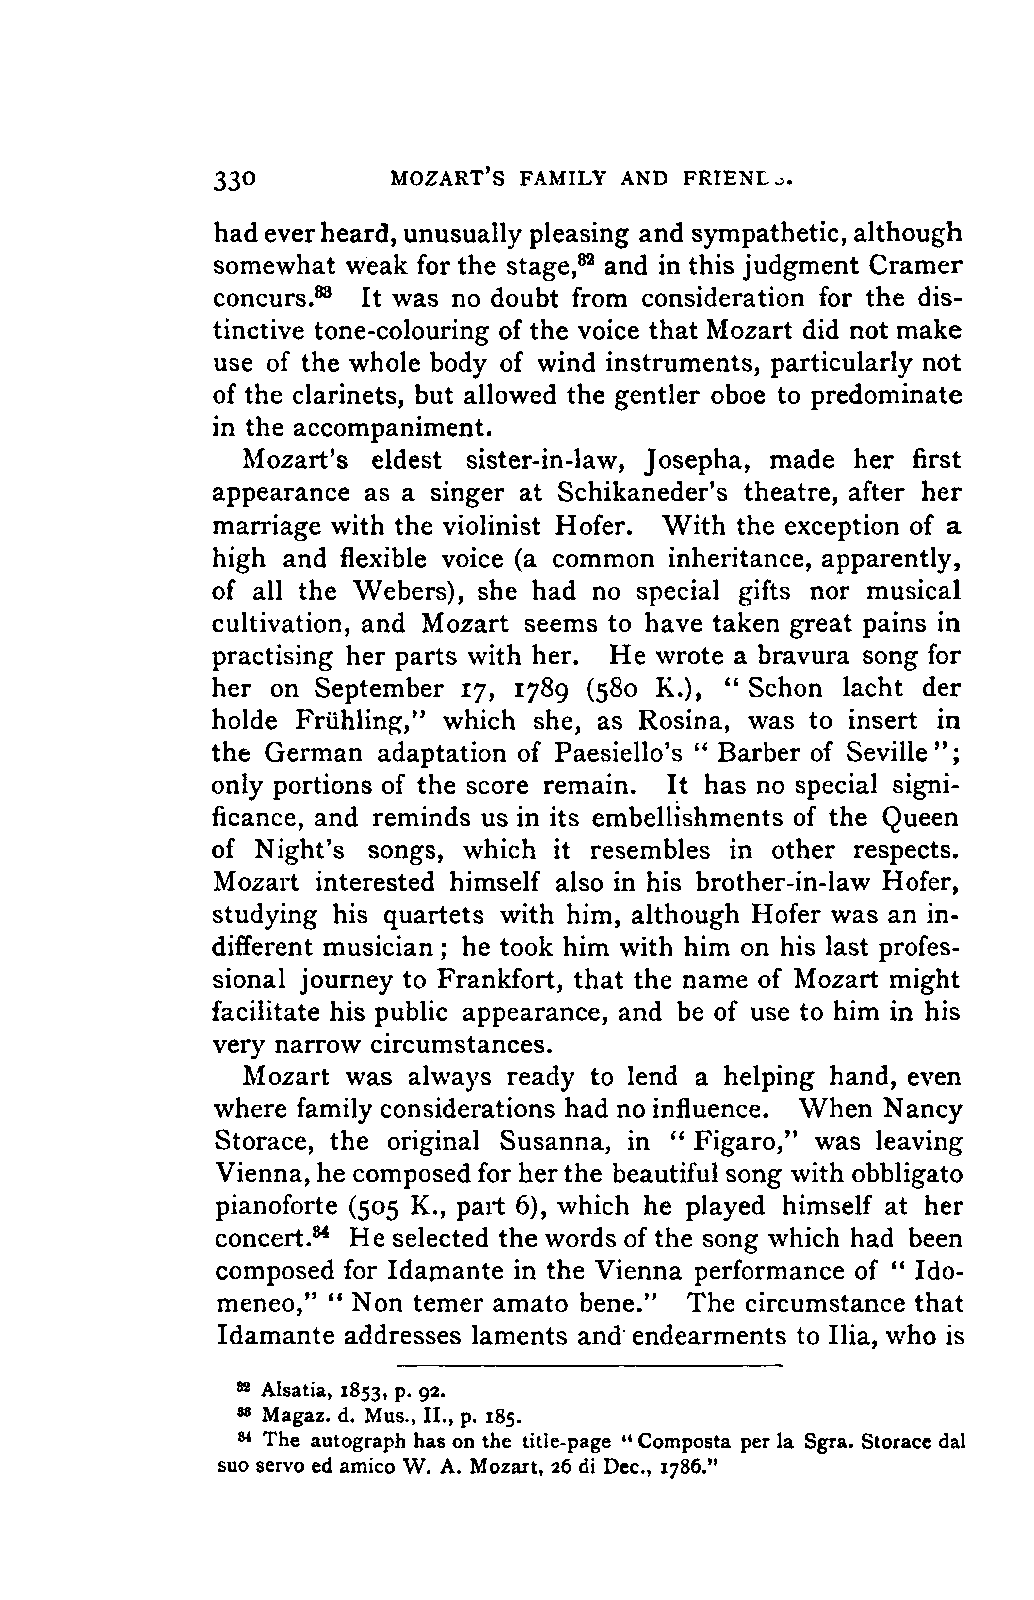 330 MOZART'S FAMILY AND FRIENDS.
had ever heard, unusually pleasing and sympathetic, although
somewhat weak for the stage,⁸² and in this judgment Cramer
concurs.⁸³ It was no doubt from consideration for the dis-
tinctive tone-colouring of the voice that Mozart did not make
use of the whole body of wind instruments, particularly not
of the clarinets, but allowed the gentler oboe to predominate
in the accompaniment.
Mozart's eldest sister-in-law, Josepha, made her first
appearance as a singer at Schikaneder's theatre, after her
marriage with the violinist Hofer. With the exception of a
high and flexible voice (a common inheritance, apparently,
of all the Webers), she had no special gifts nor musical
cultivation, and Mozart seems to have taken great pains in
practising her parts with her. He wrote a bravura song for
her on September 17, 1789 (580 K.), "Schon lacht der
holde Frühling," which she, as Rosina, was to insert in
the German adaptation of Paesiello's "Barber of Seville";
only portions of the score remain. It has no special signi-
ficance, and reminds us in its embellishments of the Queen
of Night's songs, which it resembles in other respects.
Mozart interested himself also in his brother-in-law Hofer,
studying his quartets with him, although Hofer was an in-
different musician; he took him with him on his last profes-
sional journey to Frankfort, that the name of Mozart might
facilitate his public appearance, and be of use to him in his
very narrow circumstances.
Mozart was always ready to lend a helping hand, even
where family considerations had no influence. When Nancy
Storace, the original Susanna, in "Figaro," was leaving
Vienna, he composed for her the beautiful song with obbligato
pianoforte (505 K., part 6), which he played himself at her
concert.⁸⁴ He selected the words of the song which had been
composed for Idamante in the Vienna performance of "Ido-
meneo," "Non temer amato bene." The circumstance that
Idamante addresses laments and endearments to Ilia, who is
⁸² Alsatia, 1853, p. 92.
⁸³ Magaz. d. Mus., II., p. 185.
⁸⁴ The autograph has on the title-page "Composta per la Sgra. Storace dal
suo servo ed amico W. A. Mozart, 26 di Dec., 1786."